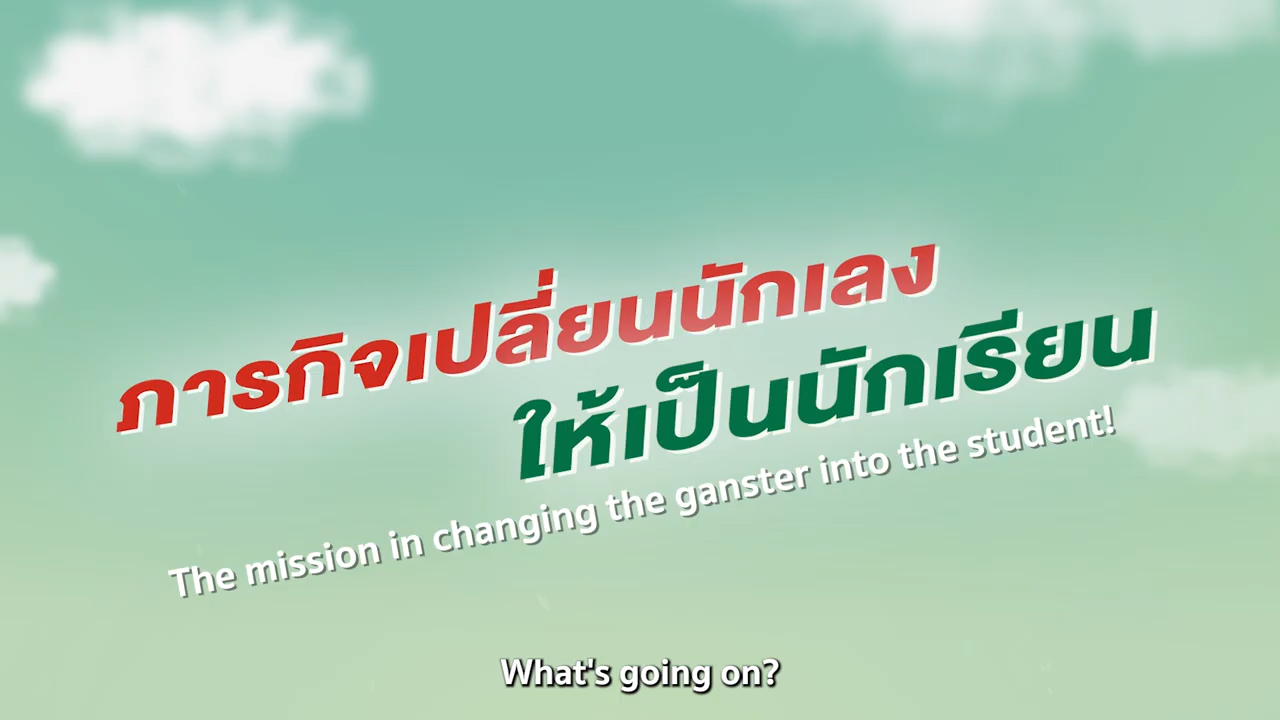 ภารกิจเปลี่ยนนักเลง
ให้เป็นนักเรียน
The mission in changing the ganster into the student!
What's going on?